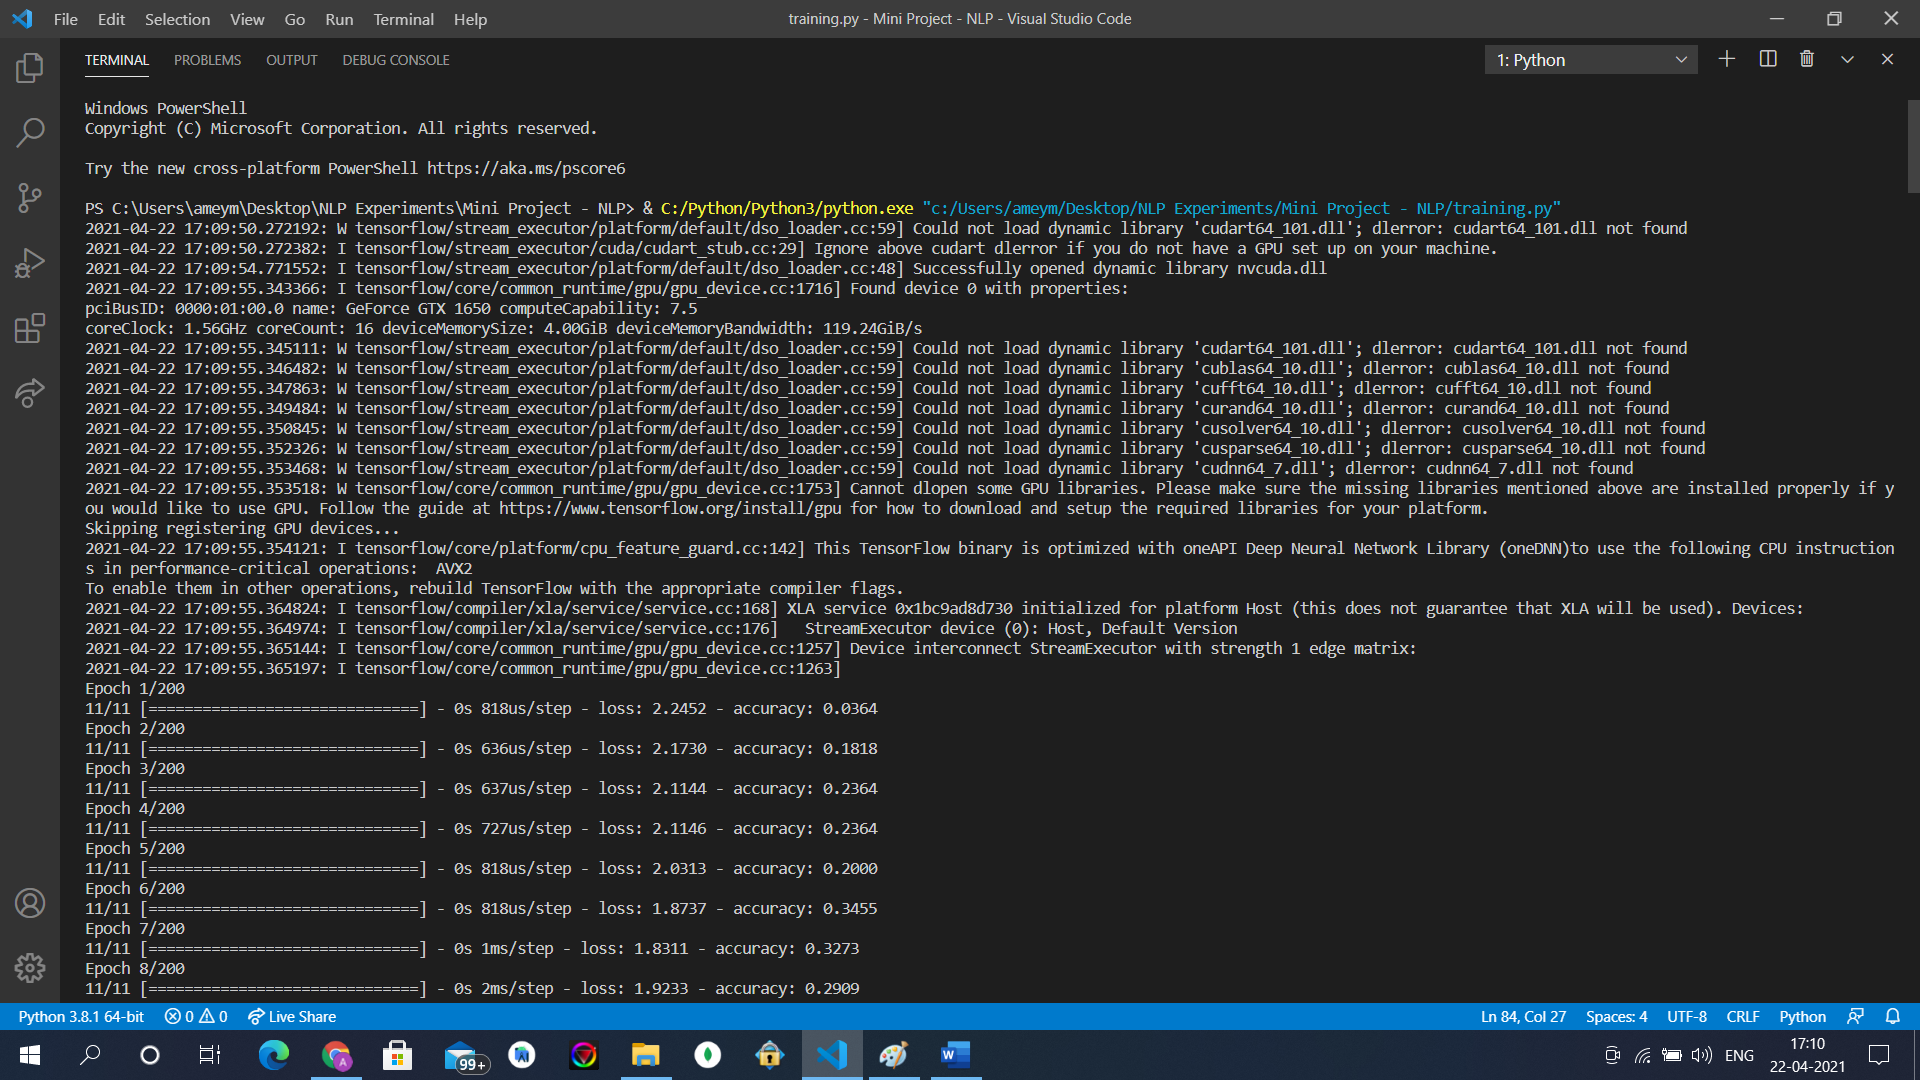 File Edit Selection View Go Run Terminal Help
training.py - Mini Project - NLP - Visual Studio Code
TERMINAL PROBLEMS OUTPUT DEBUG CONSOLE
1: Python
Windows PowerShell
Copyright (C) Microsoft Corporation. All rights reserved.
Try the new cross-platform PowerShell https://aka.ms/pscore6
PS C:\Users\ameym\Desktop\NLP Experiments\Mini Project - NLP> & C:/Python/Python3/python.exe "c:/Users/ameym/Desktop/NLP Experiments/Mini Project - NLP/training.py"
2021-04-22 17:09:50.272192: W tensorflow/stream_executor/platform/default/dso_loader.cc:59] Could not load dynamic library 'cudart64_101.dll'; dlerror: cudart64_101.dll not found
2021-04-22 17:09:50.272382: I tensorflow/stream_executor/cuda/cudart_stub.cc:29] Ignore above cudart dlerror if you do not have a GPU set up on your machine.
2021-04-22 17:09:54.771552: I tensorflow/stream_executor/platform/default/dso_loader.cc:48] Successfully opened dynamic library nvcuda.dll
2021-04-22 17:09:55.343366: I tensorflow/core/common_runtime/gpu/gpu_device.cc:1716] Found device 0 with properties:
pciBusID: 0000:01:00.0 name: GeForce GTX 1650 computeCapability: 7.5
coreClock: 1.56GHz coreCount: 16 deviceMemorySize: 4.00GiB deviceMemoryBandwidth: 119.24GiB/s
2021-04-22 17:09:55.345111: W tensorflow/stream_executor/platform/default/dso_loader.cc:59] Could not load dynamic library 'cudart64_101.dll'; dlerror: cudart64_101.dll not found
2021-04-22 17:09:55.346482: W tensorflow/stream_executor/platform/default/dso_loader.cc:59] Could not load dynamic library 'cublas64_10.dll'; dlerror: cublas64_10.dll not found
2021-04-22 17:09:55.347863: W tensorflow/stream_executor/platform/default/dso_loader.cc:59] Could not load dynamic library 'cufft64_10.dll'; dlerror: cufft64_10.dll not found
2021-04-22 17:09:55.349484: W tensorflow/stream_executor/platform/default/dso_loader.cc:59] Could not load dynamic library 'curand64_10.dll'; dlerror: curand64_10.dll not found
2021-04-22 17:09:55.350845: W tensorflow/stream_executor/platform/default/dso_loader.cc:59] Could not load dynamic library 'cusolver64_10.dll'; dlerror: cusolver64_10.dll not found
2021-04-22 17:09:55.352326: W tensorflow/stream_executor/platform/default/dso_loader.cc:59] Could not load dynamic library 'cusparse64_10.dll'; dlerror: cusparse64_10.dll not found
2021-04-22 17:09:55.353468: W tensorflow/stream_executor/platform/default/dso_loader.cc:59] Could not load dynamic library 'cudnn64_7.dll'; dlerror: cudnn64_7.dll not found
2021-04-22 17:09:55.353518: W tensorflow/core/common_runtime/gpu/gpu_device.cc:1753] Cannot dlopen some GPU libraries. Please make sure the missing libraries mentioned above are installed properly if y
ou would like to use GPU. Follow the guide at https://www.tensorflow.org/install/gpu for how to download and setup the required libraries for your platform.
Skipping registering GPU devices...
2021-04-22 17:09:55.354121: I tensorflow/core/platform/cpu_feature_guard.cc:142] This TensorFlow binary is optimized with oneAPI Deep Neural Network Library (oneDNN)to use the following CPU instruction
s in performance-critical operations:  AVX2
To enable them in other operations, rebuild TensorFlow with the appropriate compiler flags.
2021-04-22 17:09:55.364824: I tensorflow/compiler/xla/service/service.cc:168] XLA service 0x1bc9ad8d730 initialized for platform Host (this does not guarantee that XLA will be used). Devices:
2021-04-22 17:09:55.364974: I tensorflow/compiler/xla/service/service.cc:176]   StreamExecutor device (0): Host, Default Version
2021-04-22 17:09:55.365144: I tensorflow/core/common_runtime/gpu/gpu_device.cc:1257] Device interconnect StreamExecutor with strength 1 edge matrix:
2021-04-22 17:09:55.365197: I tensorflow/core/common_runtime/gpu/gpu_device.cc:1263]
Epoch 1/200
11/11 [==============================] - 0s 818us/step - loss: 2.2452 - accuracy: 0.0364
Epoch 2/200
11/11 [==============================] - 0s 636us/step - loss: 2.1730 - accuracy: 0.1818
Epoch 3/200
11/11 [==============================] - 0s 637us/step - loss: 2.1144 - accuracy: 0.2364
Epoch 4/200
11/11 [==============================] - 0s 727us/step - loss: 2.1146 - accuracy: 0.2364
Epoch 5/200
11/11 [==============================] - 0s 818us/step - loss: 2.0313 - accuracy: 0.2000
Epoch 6/200
11/11 [==============================] - 0s 818us/step - loss: 1.8737 - accuracy: 0.3455
Epoch 7/200
11/11 [==============================] - 0s 1ms/step - loss: 1.8311 - accuracy: 0.3273
Epoch 8/200
11/11 [==============================] - 0s 2ms/step - loss: 1.9233 - accuracy: 0.2909
Python 3.8.1 64-bit 0 0 Live Share Ln 84, Col 27 Spaces: 4 UTF-8 CRLF Python
A 99+ W ENG 17:10
22-04-2021